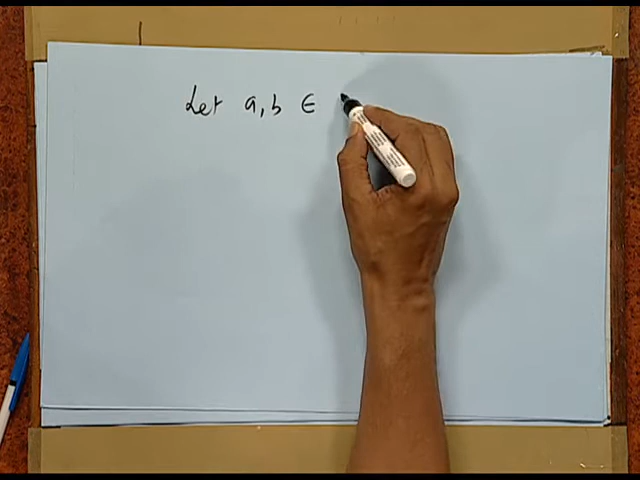 Let a, b ∈